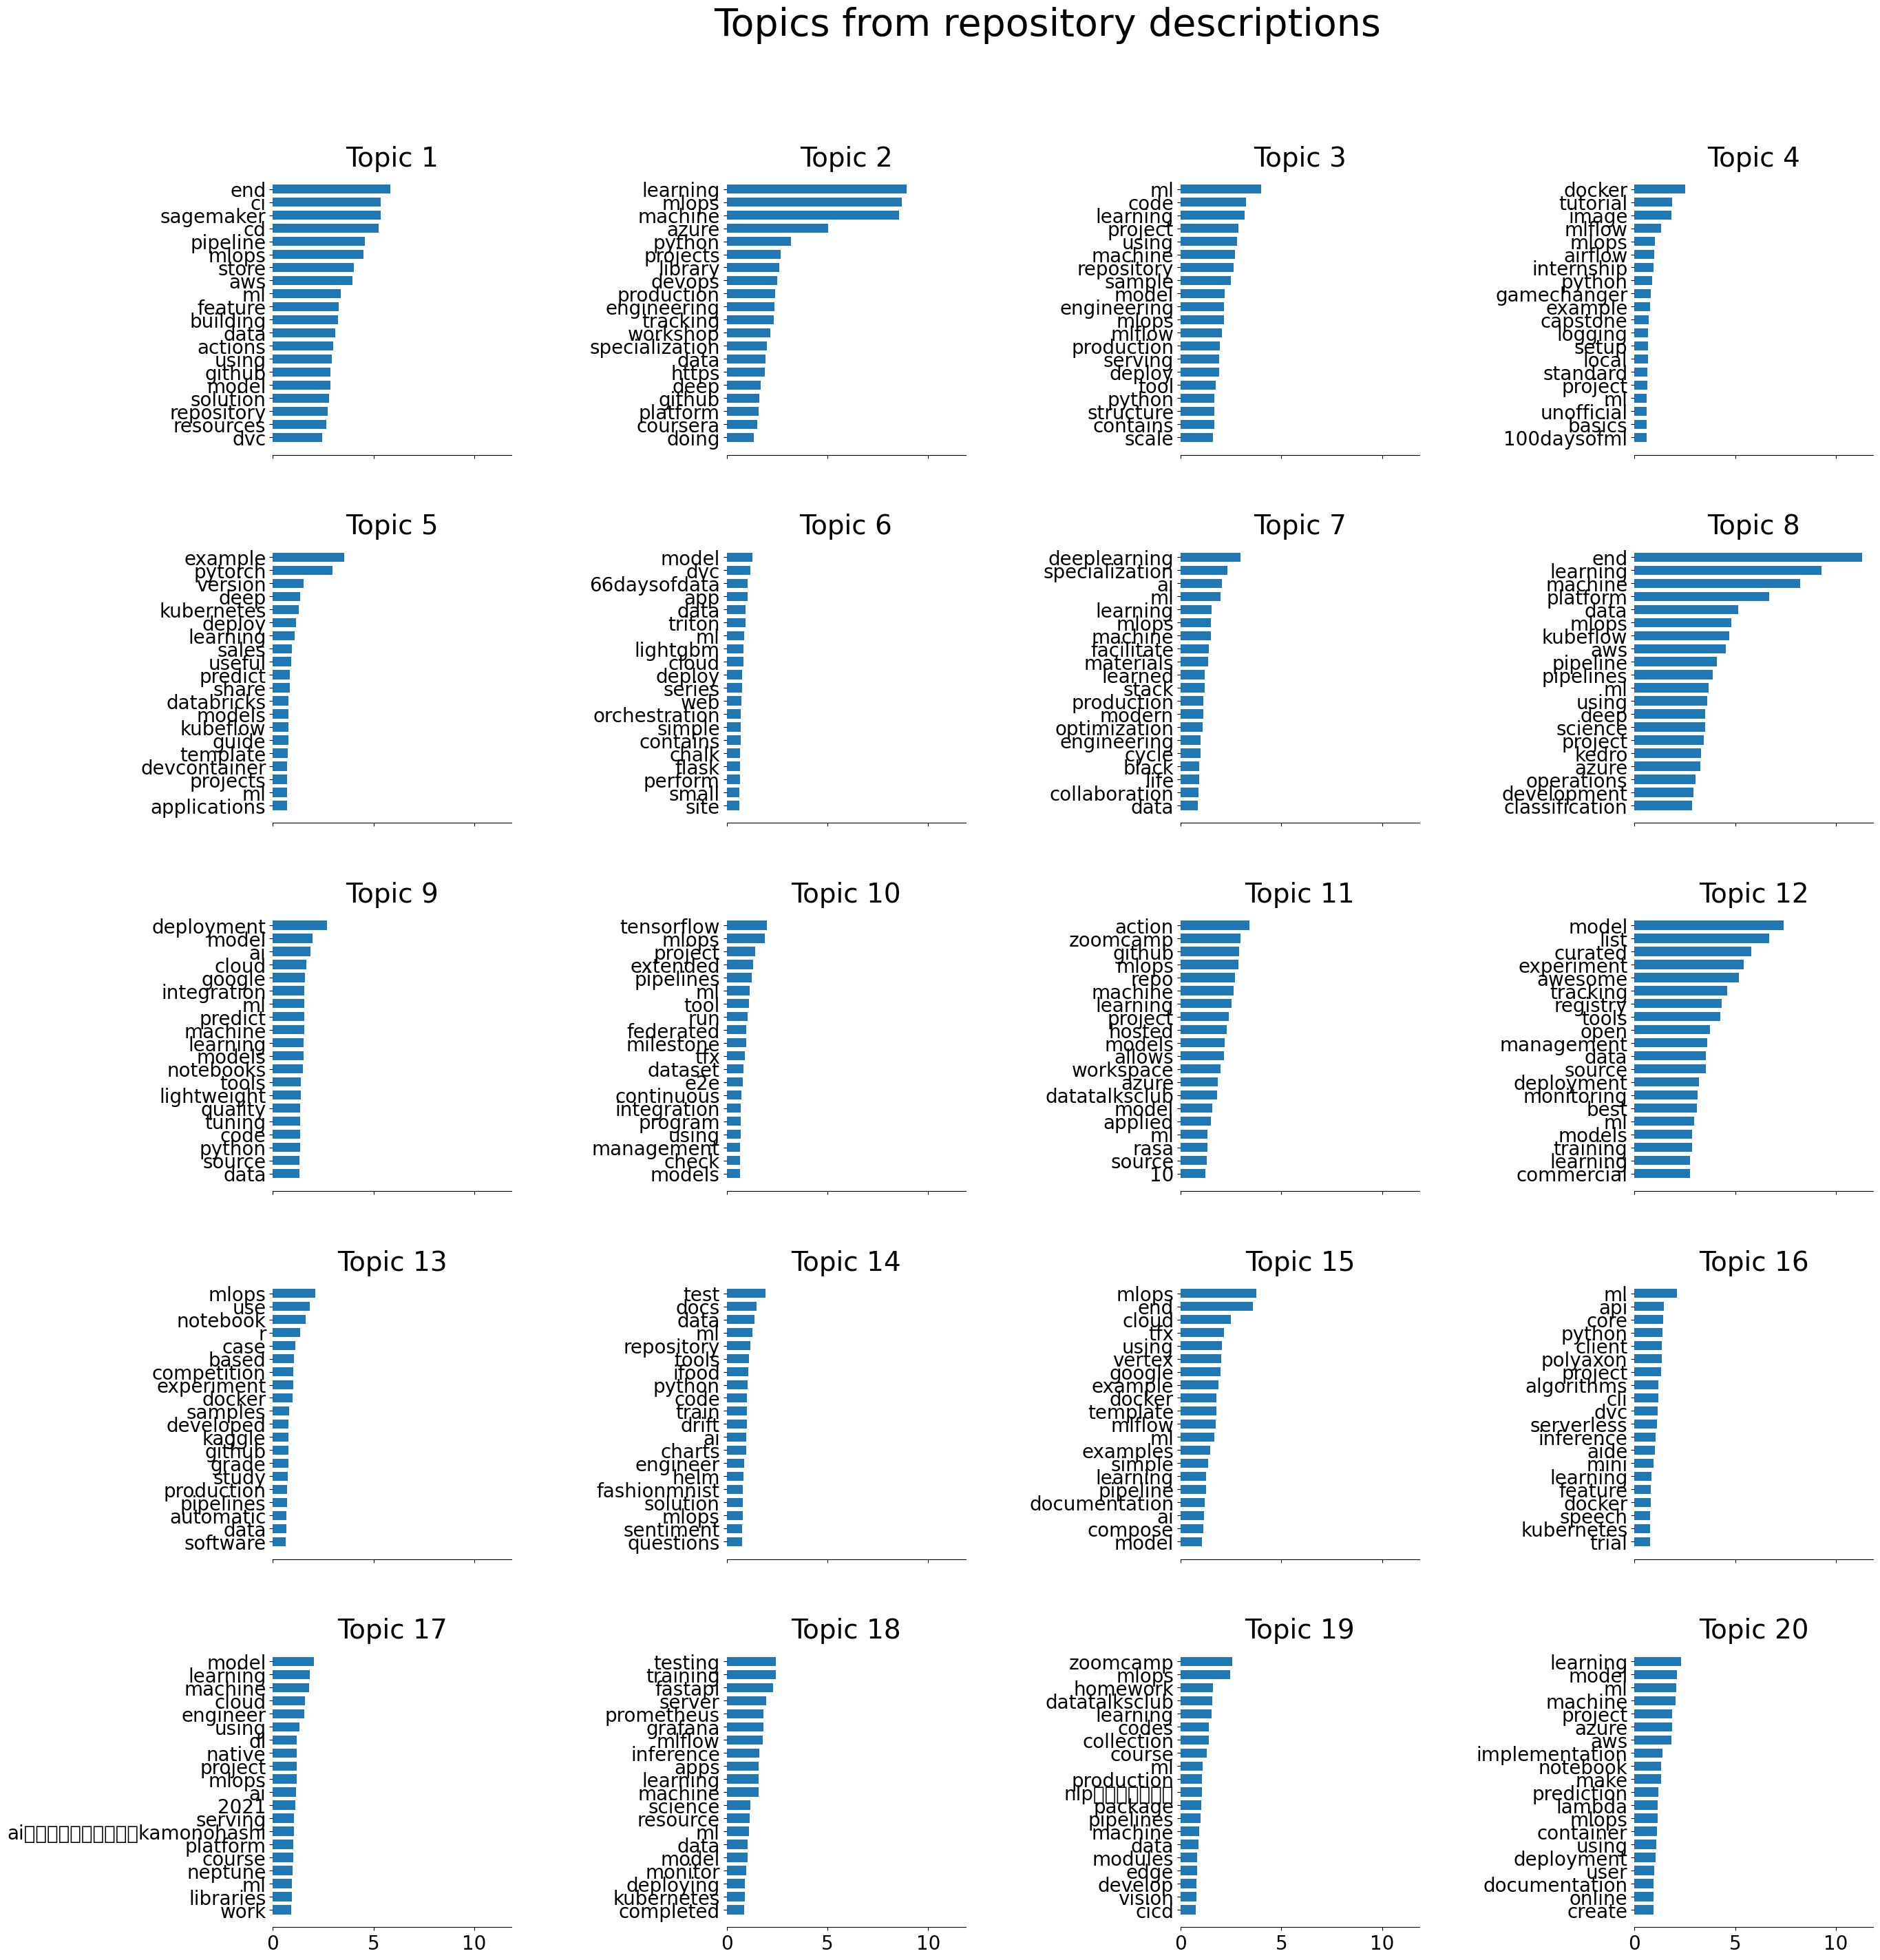 Topics from repository descriptions
Topic 1
end
ci
sagemaker
cd
pipeline
mlops
store
aws
ml
feature
building
data
actions
using
github
model
solution
repository
resources
dvc
Topic 2
learning
mlops
machine
azure
python
projects
library
devops
production
engineering
tracking
workshop
specialization
data
https
deep
github
platform
coursera
doing
Topic 3
ml
code
learning
project
using
machine
repository
sample
model
engineering
mlops
mlflow
production
serving
deploy
tool
python
structure
contains
scale
Topic 4
docker
tutorial
image
mlflow
mlops
airflow
internship
python
gamechanger
example
capstone
logging
setup
local
standard
project
ml
unofficial
basics
100daysofml
Topic 5
example
pytorch
version
deep
kubernetes
deploy
learning
sales
useful
predict
share
databricks
models
kubeflow
guide
template
devcontainer
projects
ml
applications
Topic 6
model
dvc
66daysofdata
app
data
triton
ml
lightgbm
cloud
deploy
series
web
orchestration
simple
contains
chalk
flask
perform
small
site
Topic 7
deeplearning
specialization
ai
ml
learning
mlops
machine
facilitate
materials
learned
stack
production
modern
optimization
engineering
cycle
black
life
collaboration
data
Topic 8
end
learning
machine
platform
data
mlops
kubeflow
aws
pipeline
pipelines
ml
using
deep
science
project
kedro
azure
operations
development
classification
Topic 9
deployment
model
ai
cloud
google
integration
ml
predict
machine
learning
models
notebooks
tools
lightweight
quality
tuning
code
python
source
data
Topic 10
tensorflow
mlops
project
extended
pipelines
ml
tool
run
federated
milestone
tfx
dataset
e2e
continuous
integration
program
using
management
check
models
Topic 11
action
zoomcamp
github
mlops
repo
machine
learning
project
hosted
models
allows
workspace
azure
datatalksclub
model
applied
ml
rasa
source
10
Topic 12
model
list
curated
experiment
awesome
tracking
registry
tools
open
management
data
source
deployment
monitoring
best
ml
models
training
learning
commercial
Topic 13
mlops
use
notebook
r
case
based
competition
experiment
docker
samples
developed
kaggle
github
grade
study
production
pipelines
automatic
data
software
Topic 14
test
docs
data
ml
repository
tools
ifood
python
code
train
drift
ai
charts
engineer
helm
fashionmnist
solution
mlops
sentiment
questions
Topic 15
mlops
end
cloud
tfx
using
vertex
google
example
docker
template
mlflow
ml
examples
simple
learning
pipeline
documentation
ai
compose
model
Topic 16
ml
api
core
python
client
polyaxon
project
algorithms
cli
dvc
serverless
inference
aide
mini
learning
feature
docker
speech
kubernetes
trial
Topic 17
model
learning
machine
cloud
engineer
using
di
native
project
mlops
ai
2021
serving
platform
course
neptune
ml
libraries
work
0 5 10
Topic 18
testing
training
fastapi
server
prometheus
grafana
mlflow
inference
apps
learning
machine
science
resource
ml
data
model
monitor
deploying
kubernetes
completed
0 5 10
Topic 19
zoomcamp
mlops
homework
datatalksclub
learning
codes
collection
course
ml
production
package
pipelines
machine
data
modules
edge
develop
vision
cicd
0 5 10
Topic 20
learning
model
ml
machine
project
azure
aws
implementation
notebook
make
prediction
lambda
mlops
container
using
deployment
user
documentation
online
create
0 5 10